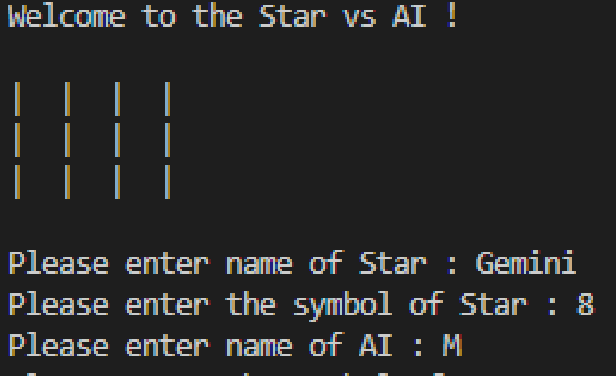 Welcome to the Star vs AI !
| | | |
| | | |
| | | |
Please enter name of Star : Gemini
Please enter the symbol of Star : 8
Please enter name of AI : M